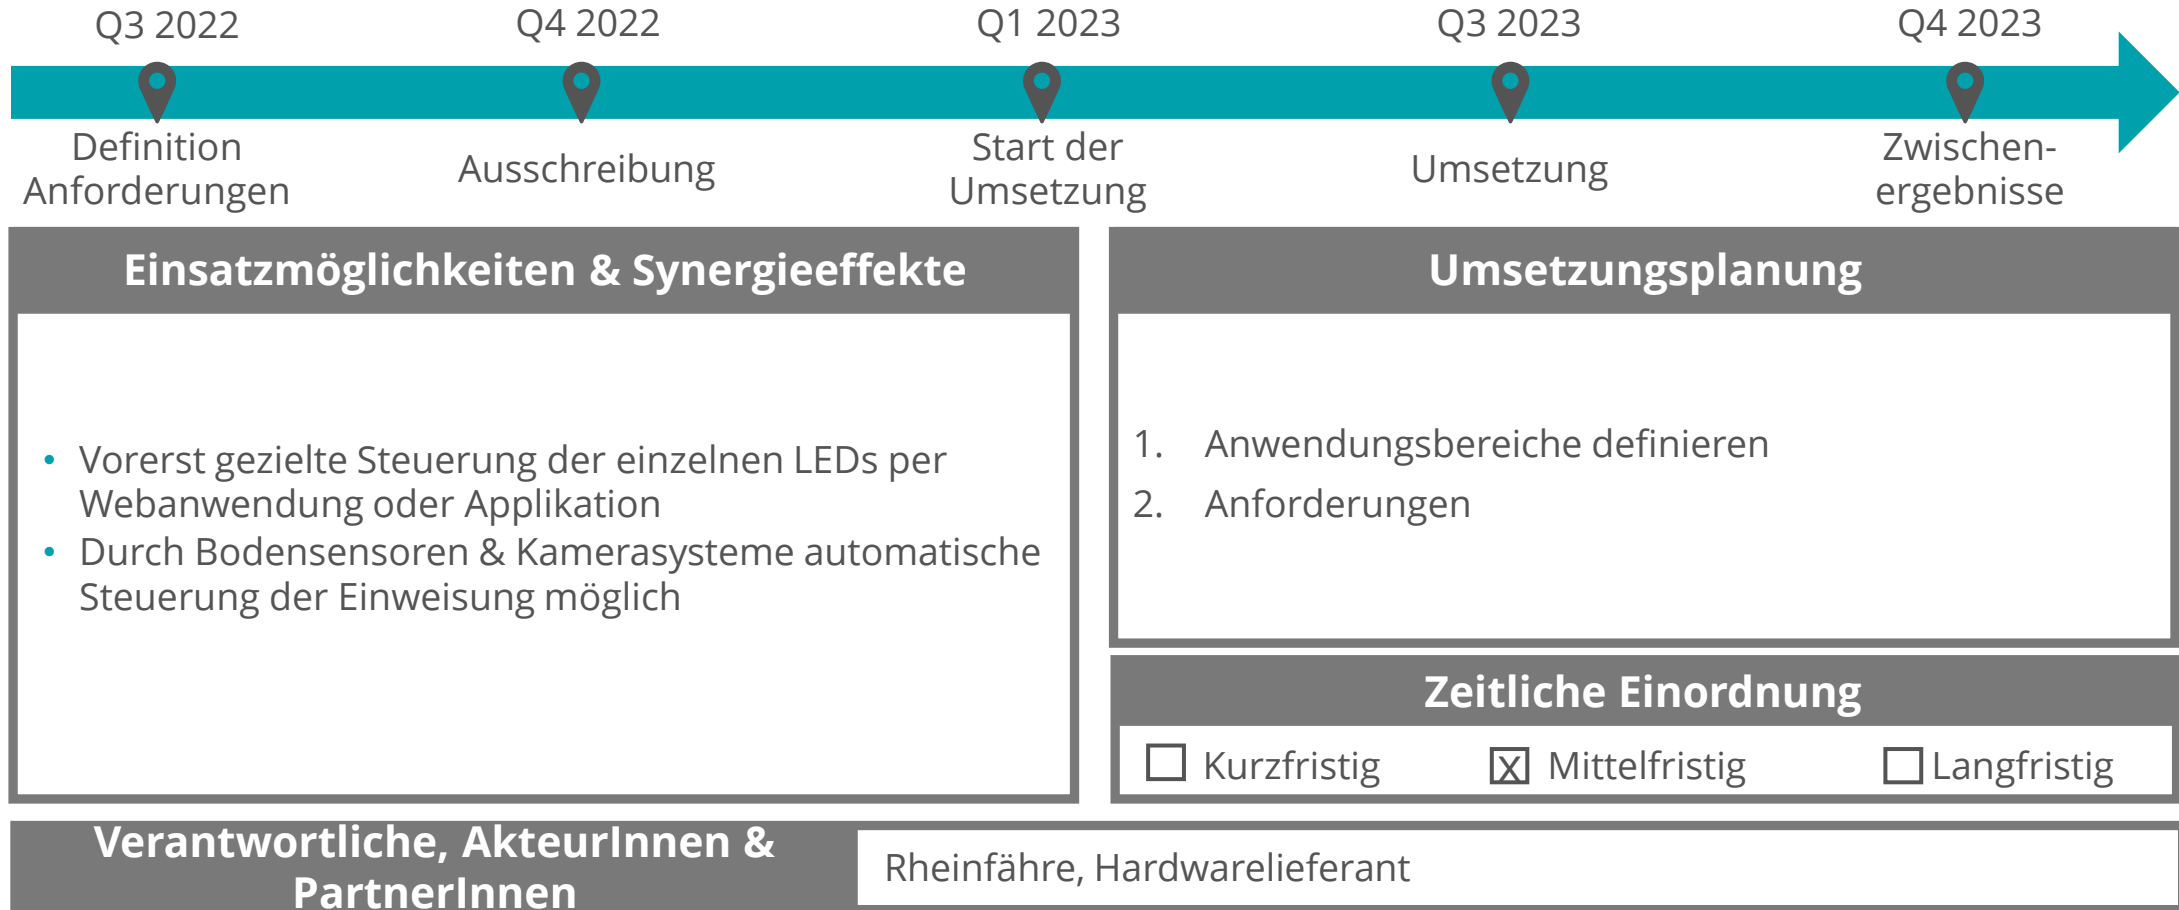 Q3 2022
Q4 2022
Q1 2023
Q3 2023
Q4 2023
Definition
Anforderungen
Ausschreibung
Start der
Umsetzung
Umsetzung
Zwischen-
ergebnisse
Einsatzmöglichkeiten & Synergieeffekte
• Vorerst gezielte Steuerung der einzelnen LEDs per
Webanwendung oder Applikation
• Durch Bodensensoren & Kamerasysteme automatische
Steuerung der Einweisung möglich
Umsetzungsplanung
1. Anwendungsbereiche definieren
2. Anforderungen
Zeitliche Einordnung
Kurzfristig
X Mittelfristig
Langfristig
Verantwortliche, AkteurInnen &
PartnerInnen
Rheinfähre, Hardwarelieferant